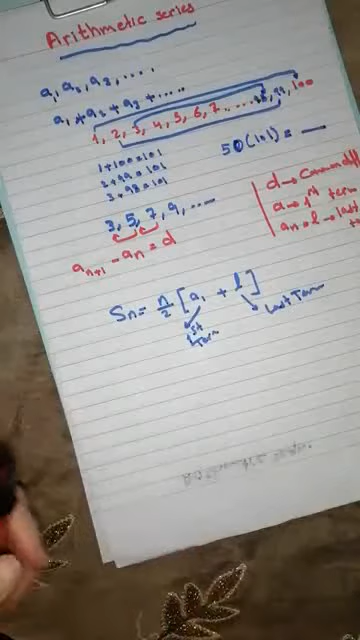 Arithmetic series
a, a₂, a₃, ....
a₁ + a₂ + a₃ + .....
1, 2, 3, 4, 5, 6, 7 ..... 98, 99, 100
1+100=101
2+99=101
3+98=101
50(101) = —
3, 5, 7, 9, ....
aₙ₊₁ - aₙ = d
d → Common diff
a → 1st term
aₙ = l → last
Sₙ = n/2 [a₁ + l]
1st Term
Last Term